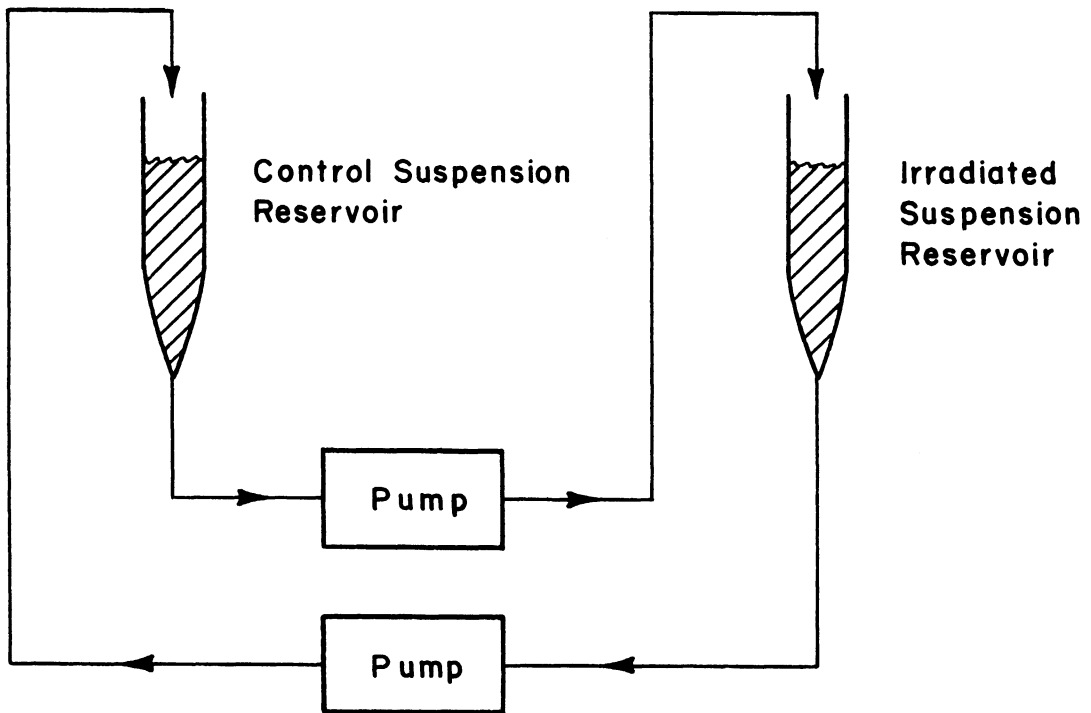 Control Suspension
Reservoir
Irradiated
Suspension
Reservoir
Pump
Pump